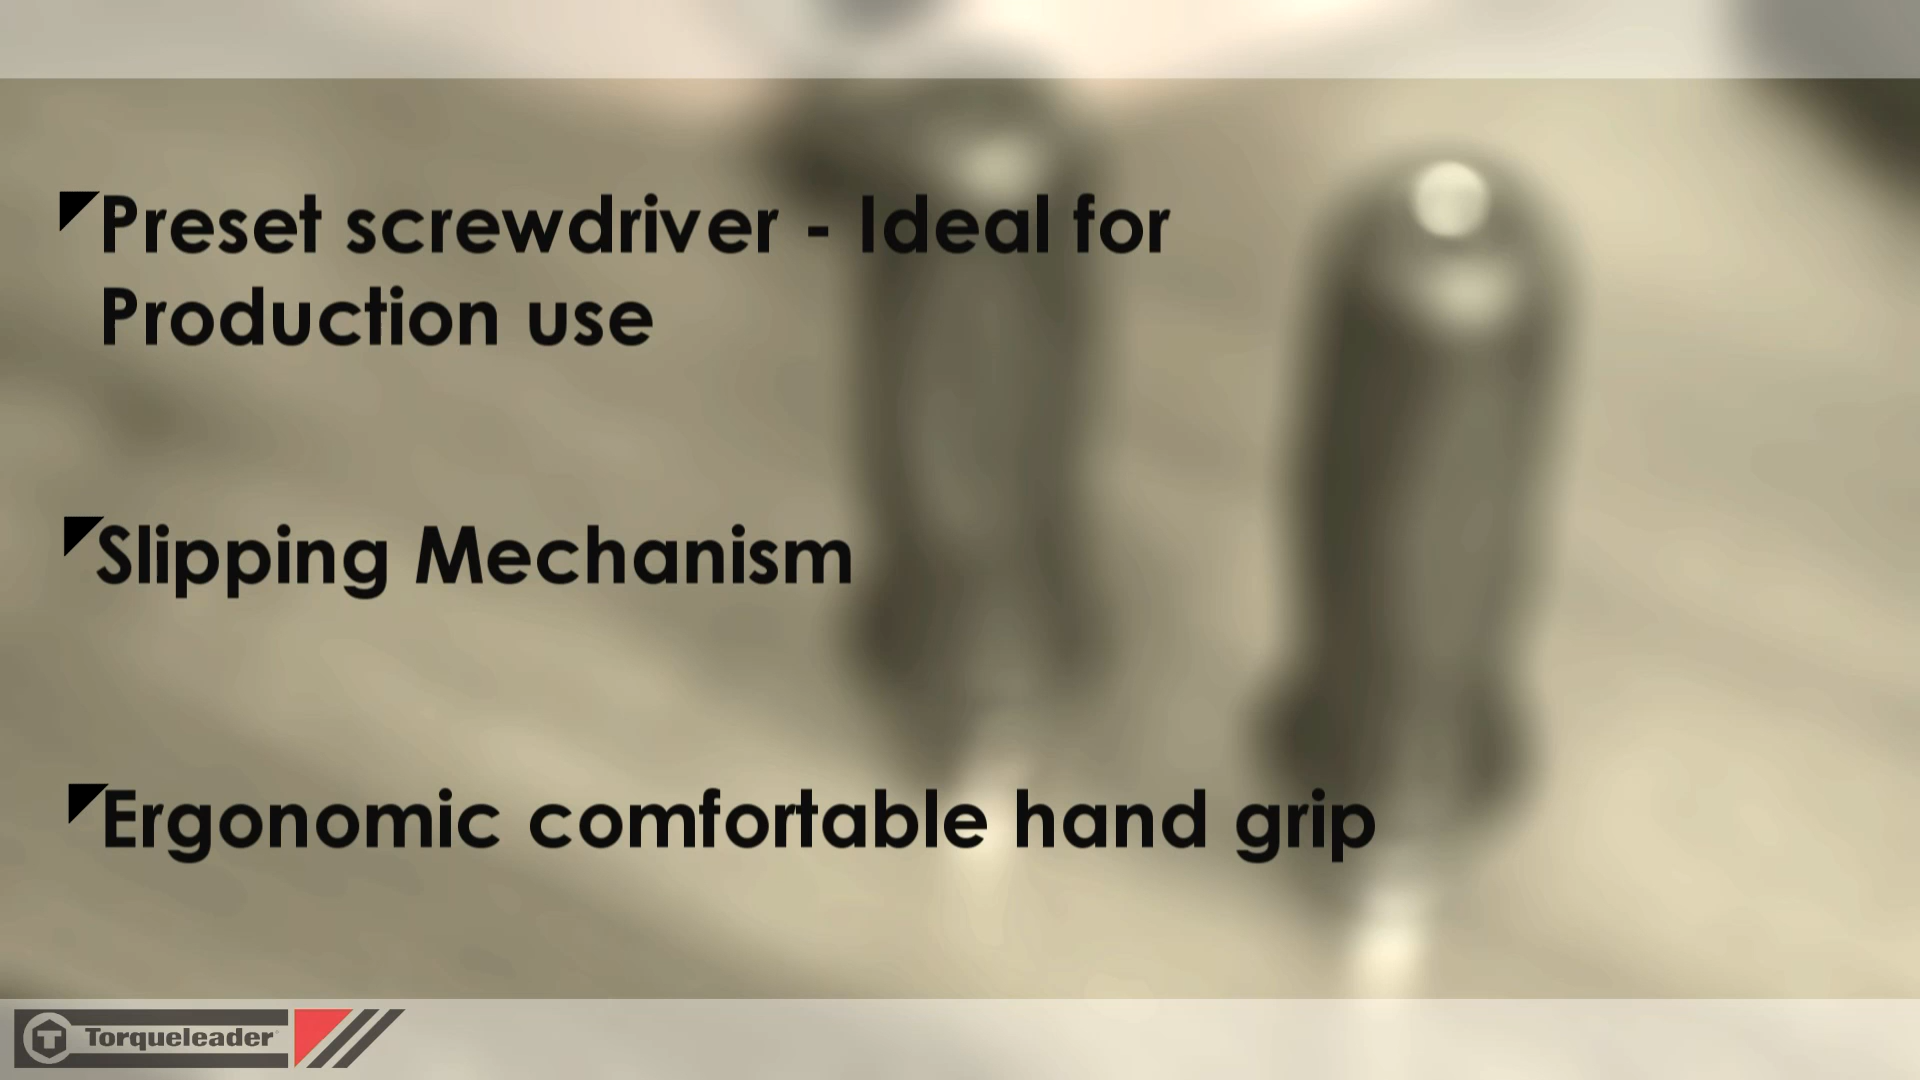 Preset screwdriver - Ideal for
Production use
Slipping Mechanism
Ergonomic comfortable hand grip
Torqueleader